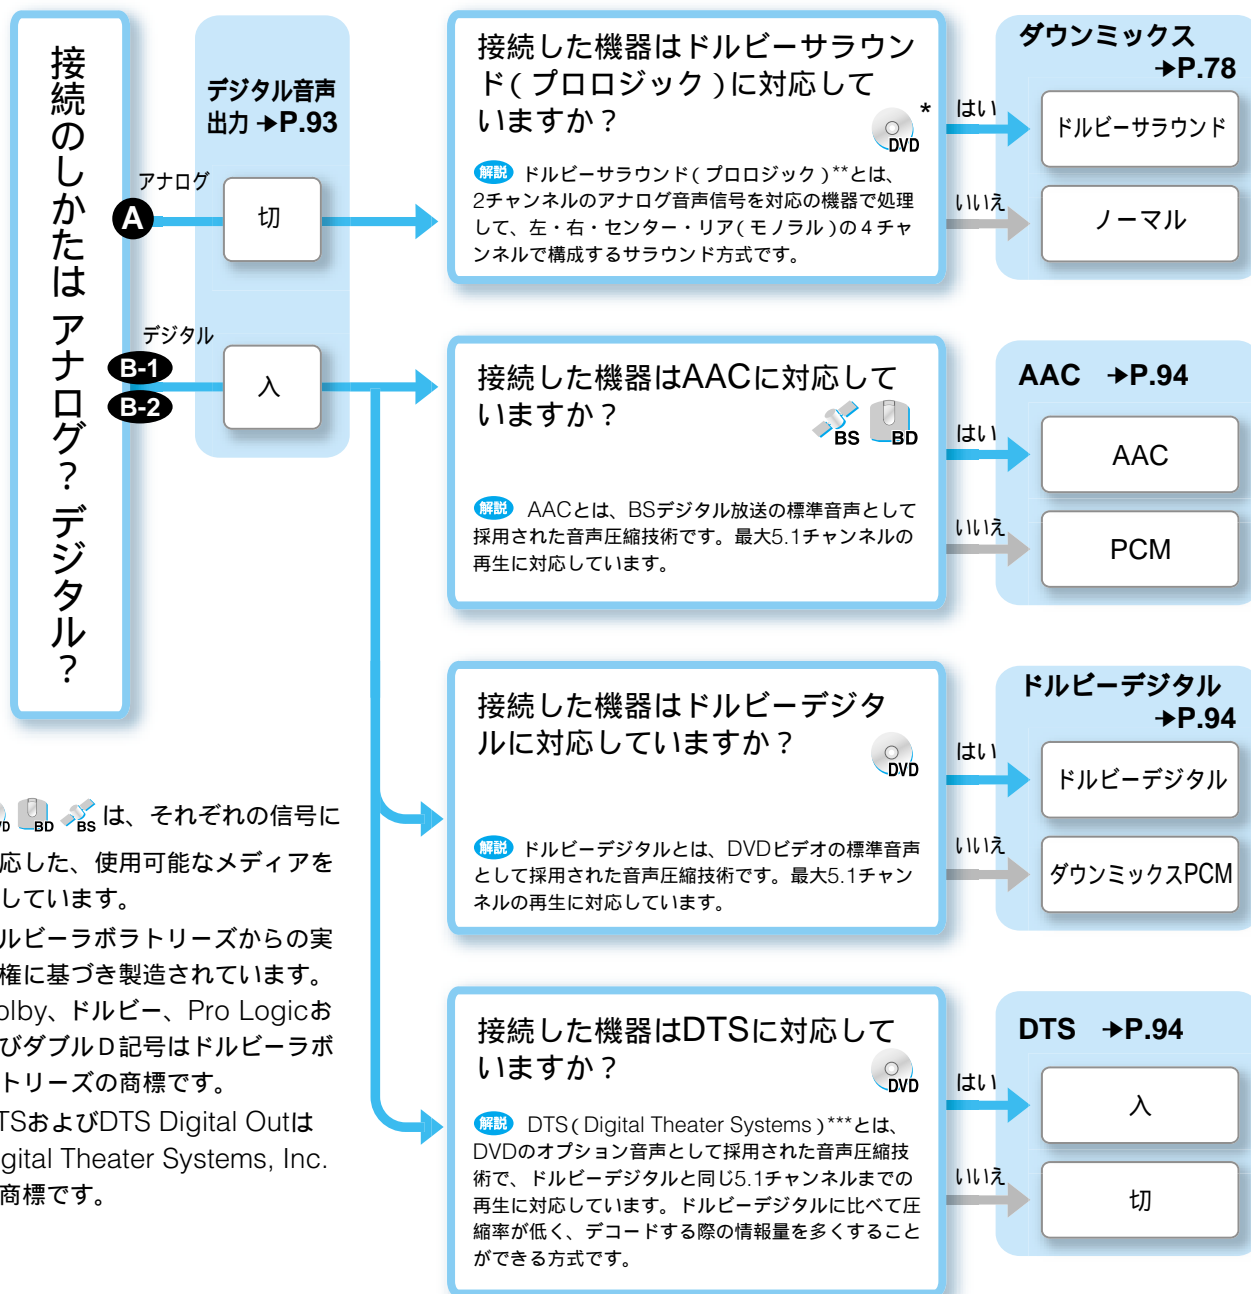 接続のしかたは アナログ? デジタル?
デジタル音声
出力 →P.93
アナログ
A
切
デジタル
B-1
B-2
入
接続した機器はドルビーサラウン
ド(プロロジック)に対応して
いますか?
*
DVD
解説 ドルビーサラウンド(プロロジック)**とは、
2チャンネルのアナログ音声信号を対応の機器で処理
して、左・右・センター・リア(モノラル)の4チャ
ンネルで構成するサラウンド方式です。
はい
いいえ
ダウンミックス
→P.78
ドルビーサラウンド
ノーマル
接続した機器はAACに対応して
いますか?
BS BD
解説 AACとは、BSデジタル放送の標準音声として
採用された音声圧縮技術です。最大5.1チャンネルの
再生に対応しています。
はい
いいえ
AAC →P.94
AAC
PCM
接続した機器はドルビーデジタ
ルに対応していますか?
DVD
解説 ドルビーデジタルとは、DVDビデオの標準音声
として採用された音声圧縮技術です。最大5.1チャン
ネルの再生に対応しています。
はい
いいえ
ドルビーデジタル
→P.94
ドルビーデジタル
ダウンミックスPCM
接続した機器はDTSに対応して
いますか?
DVD
解説 DTS(Digital Theater Systems)***とは、
DVDのオプション音声として採用された音声圧縮技
術で、ドルビーデジタルと同じ5.1チャンネルまでの
再生に対応しています。ドルビーデジタルに比べて圧
縮率が低く、デコードする際の情報量を多くすること
ができる方式です。
はい
いいえ
DTS →P.94
入
切
BD BS は、それぞれの信号に
応した、使用可能なメディアを
しています。
ルビーラボラトリーズからの実
権に基づき製造されています。
olby、ドルビー、Pro Logicお
びダブルD記号はドルビーラボ
トリーズの商標です。
TSおよびDTS Digital Outは
gital Theater Systems, Inc.
商標です。